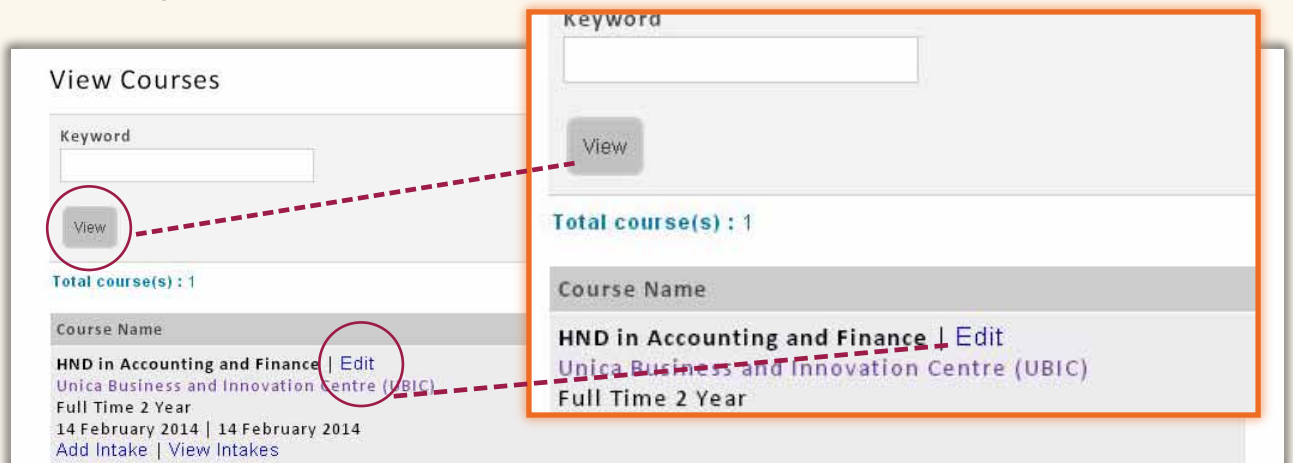 View Courses
Keyword
View
Total course(s) : 1
Course Name
HND in Accounting and Finance | Edit
Unica Business and Innovation Centre (UBIC)
Full Time 2 Year
14 February 2014 | 14 February 2014
Add Intake | View Intakes
Keyword
View
Total course(s) : 1
Course Name
HND in Accounting and Finance | Edit
Unica Business and Innovation Centre (UBIC)
Full Time 2 Year